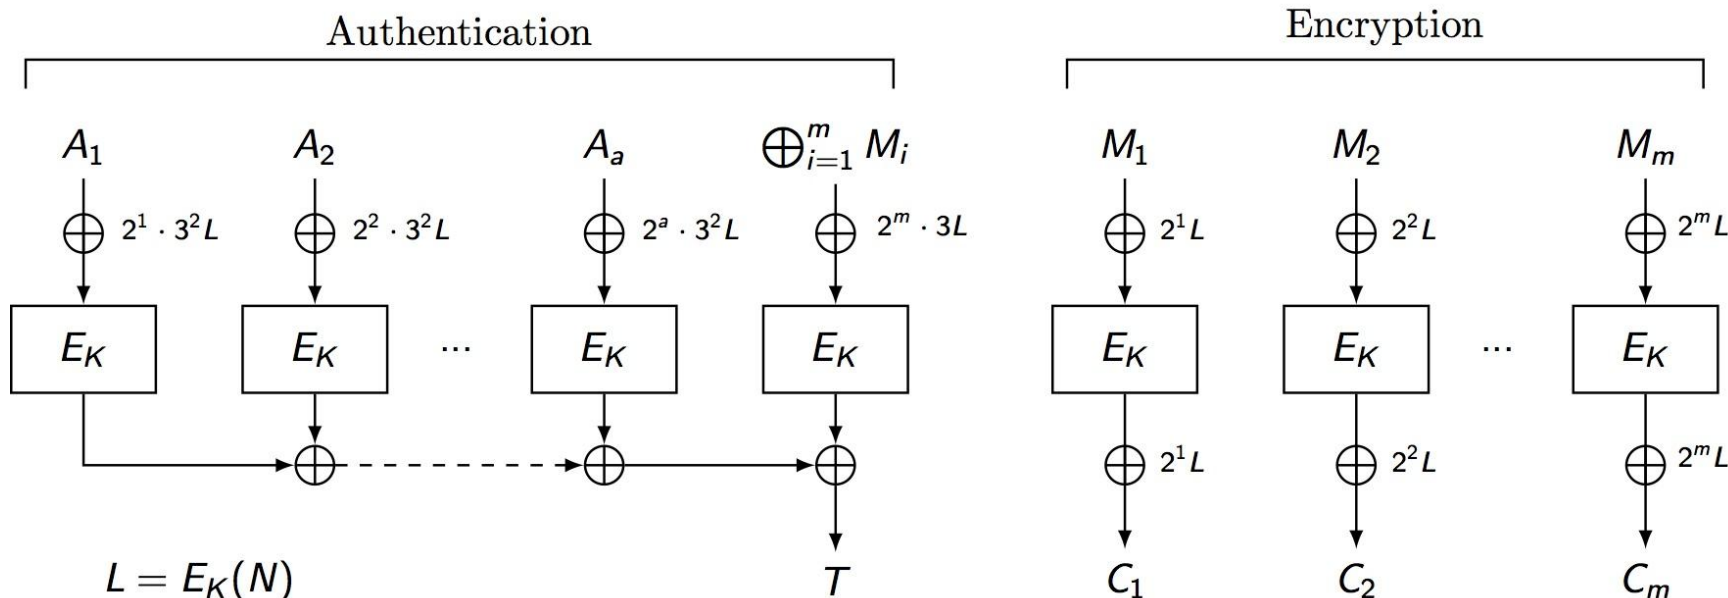 Authentication Encryption
A₁ A₂ Aₐ ⨁ᵐᵢ₌₁ Mᵢ M₁ M₂ Mₘ
2¹ · 3²L 2² · 3²L 2ᵃ · 3²L 2ᵐ · 3L 2¹L 2²L 2ᵐL
E_K E_K ... E_K E_K E_K E_K ... E_K
2¹L 2²L 2ᵐL
L = E_K(N) T C₁ C₂ Cₘ